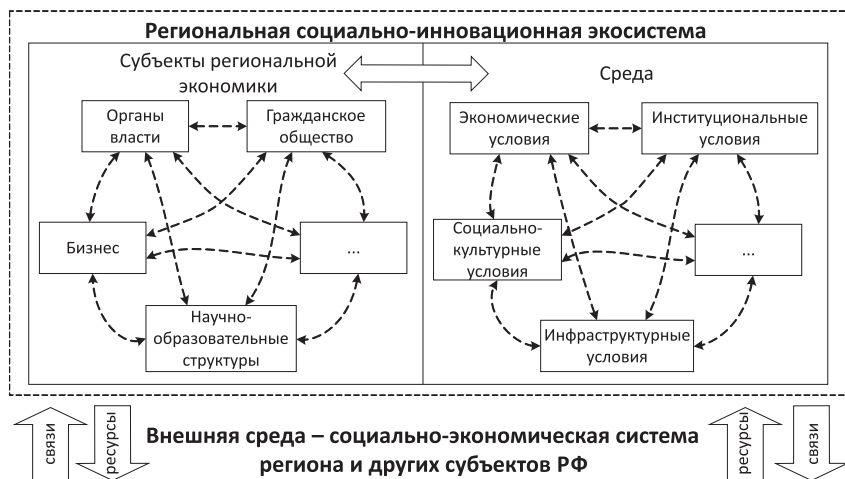 Региональная социально-инновационная экосистема
Субъекты региональной
экономики
Органы
власти
Гражданское
общество
Бизнес
...
Научно-
образовательные
структуры
Среда
Экономические
условия
Институциональные
условия
Социально-
культурные
условия
...
Инфраструктурные
условия
связи
ресурсы
Внешняя среда – социально-экономическая система
региона и других субъектов РФ
ресурсы
связи